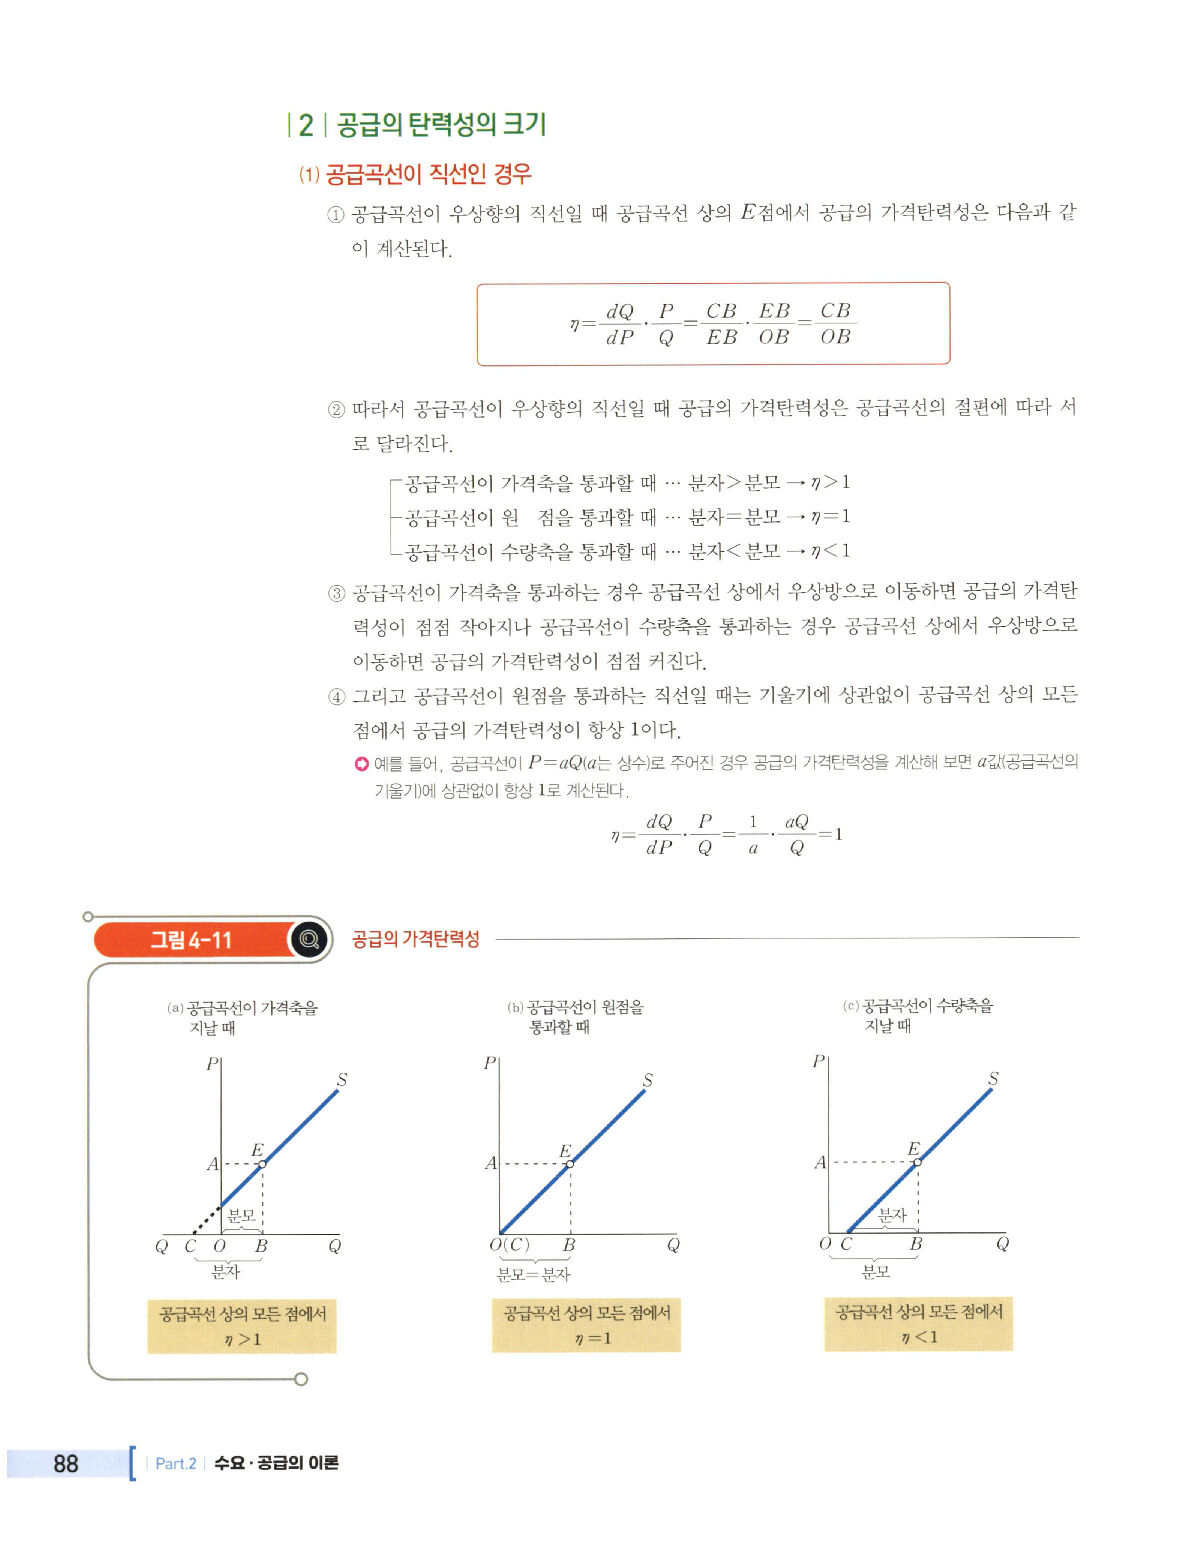 | 2 | 공급의 탄력성의 크기
(1) 공급곡선이 직선인 경우
① 공급곡선이 우상향의 직선일 때 공급곡선 상의 E점에서 공급의 가격탄력성은 다음과 같
이 계산된다.
η = dQ/dP · P/Q = CB/EB · EB/OB = CB/OB
② 따라서 공급곡선이 우상향의 직선일 때 공급의 가격탄력성은 공급곡선의 절편에 따라 서
로 달라진다.
공급곡선이 가격축을 통과할 때 … 분자>분모 → η>1
공급곡선이 원 점을 통과할 때 … 분자=분모 → η=1
공급곡선이 수량축을 통과할 때 … 분자<분모 → η<1
③ 공급곡선이 가격축을 통과하는 경우 공급곡선 상에서 우상방으로 이동하면 공급의 가격탄
력성이 점점 작아지나 공급곡선이 수량축을 통과하는 경우 공급곡선 상에서 우상방으로
이동하면 공급의 가격탄력성이 점점 커진다.
④ 그리고 공급곡선이 원점을 통과하는 직선일 때는 기울기에 상관없이 공급곡선 상의 모든
점에서 공급의 가격탄력성이 항상 1이다.
예를 들어, 공급곡선이 P=aQ(a는 상수)로 주어진 경우 공급의 가격탄력성을 계산해 보면 a값(공급곡선의
기울기)에 상관없이 항상 1로 계산된다.
η = dQ/dP · P/Q = 1/a · aQ/Q = 1
그림 4-11 공급의 가격탄력성
(a) 공급곡선이 가격축을
지날 때
P
S
E
A
분모
Q C O B Q
분자
공급곡선 상의 모든 점에서
η >1
(b) 공급곡선이 원점을
통과할 때
P
S
E
A
O(C) B Q
분모=분자
공급곡선 상의 모든 점에서
η =1
(c) 공급곡선이 수량축을
지날 때
P
S
E
A
분자
O C B Q
분모
공급곡선 상의 모든 점에서
η <1
88 | Part.2 | 수요·공급의 이론